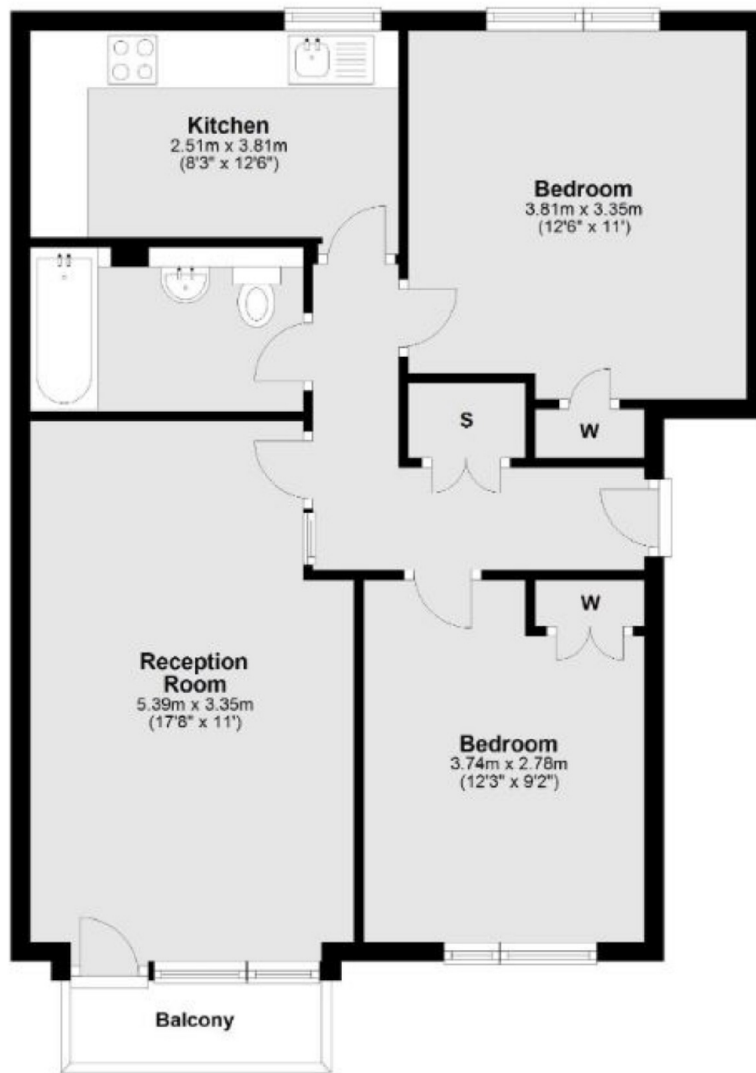 Kitchen
2.51m x 3.81m
(8'3" x 12'6")
Bedroom
3.81m x 3.35m
(12'6" x 11')
S
W
W
Reception
Room
5.39m x 3.35m
(17'8" x 11')
Bedroom
3.74m x 2.78m
(12'3" x 9'2")
Balcony